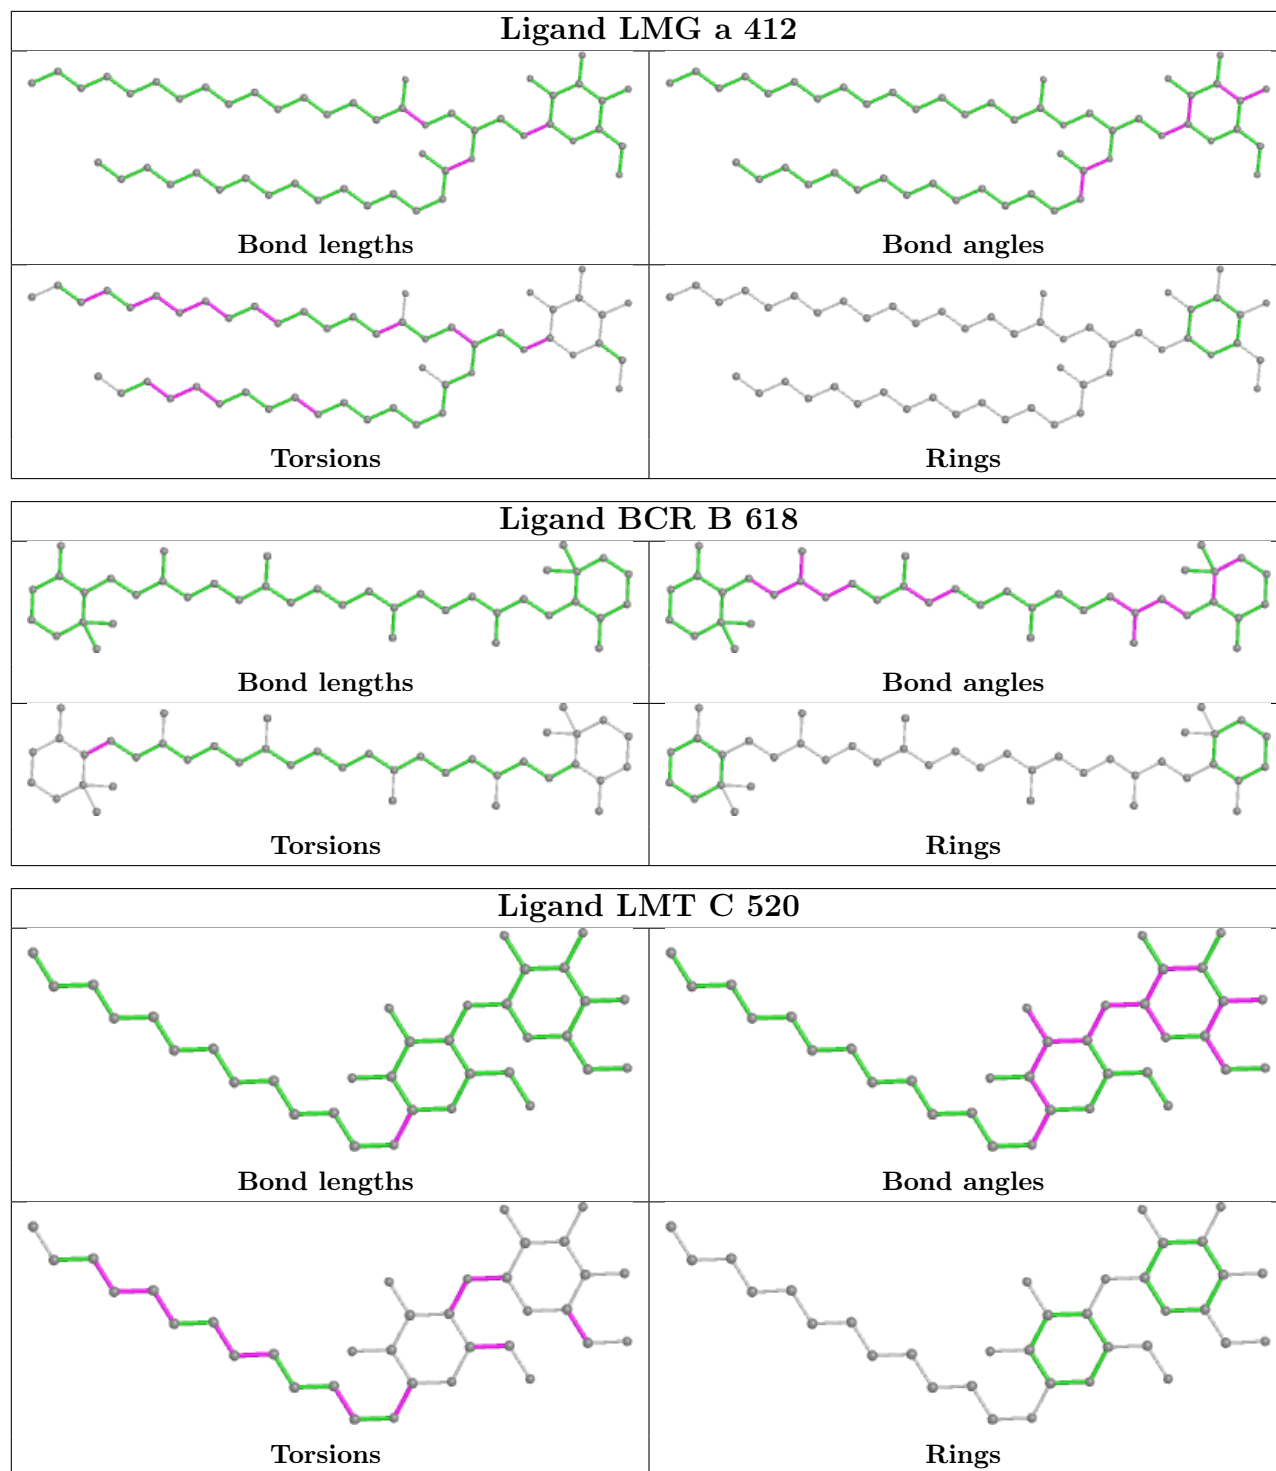 Ligand LMG a 412
Bond lengths
Bond angles
Torsions
Rings
Ligand BCR B 618
Bond lengths
Bond angles
Torsions
Rings
Ligand LMT C 520
Bond lengths
Bond angles
Torsions
Rings